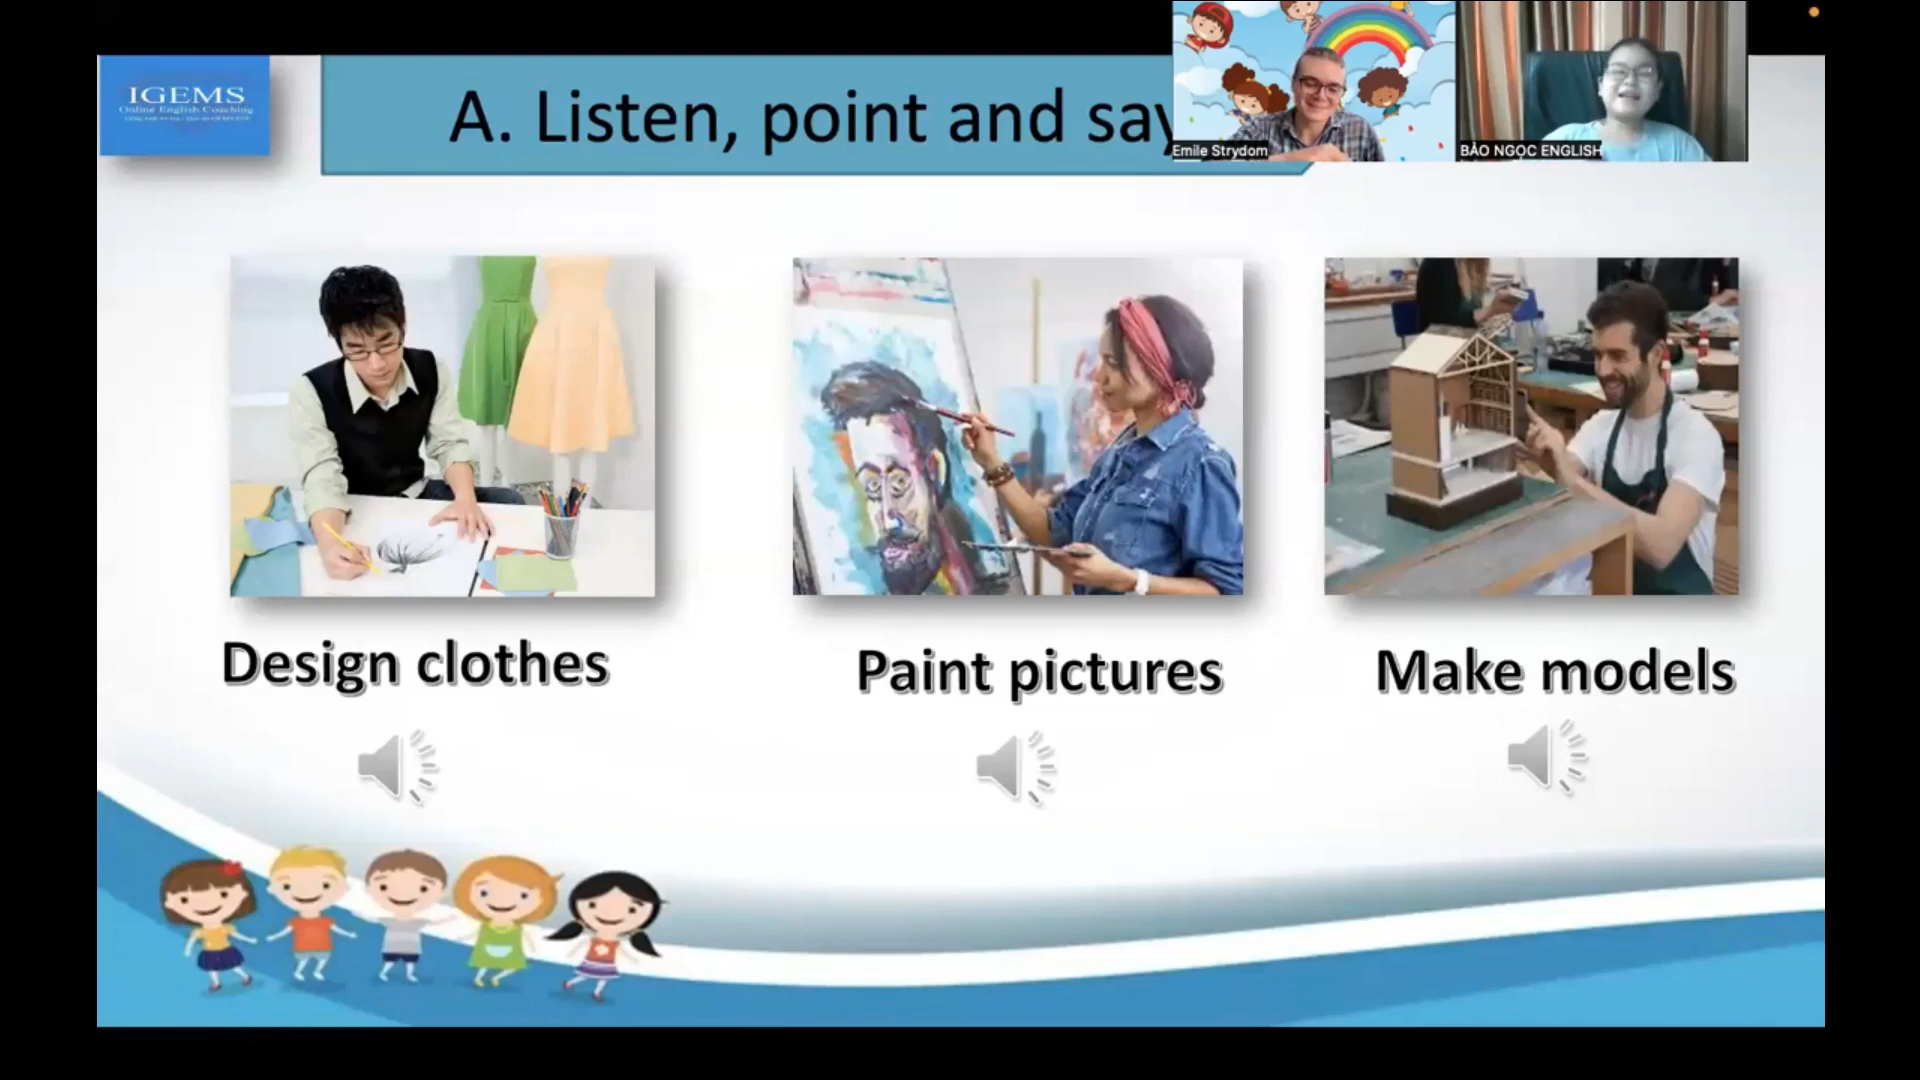 IGEMS
Online English Coaching
A. Listen, point and say
Emile Strydom
BẢO NGỌC ENGLISH
Design clothes
Paint pictures
Make models